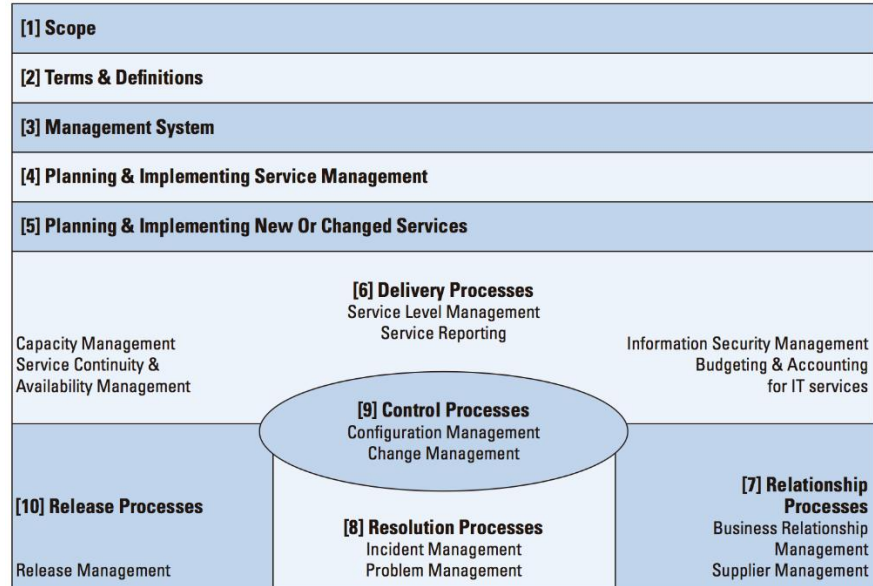 [1] Scope
[2] Terms & Definitions
[3] Management System
[4] Planning & Implementing Service Management
[5] Planning & Implementing New Or Changed Services
[6] Delivery Processes
Service Level Management
Service Reporting
Capacity Management
Service Continuity &
Availability Management
Information Security Management
Budgeting & Accounting
for IT services
[9] Control Processes
Configuration Management
Change Management
[10] Release Processes
Release Management
[8] Resolution Processes
Incident Management
Problem Management
[7] Relationship
Processes
Business Relationship
Management
Supplier Management